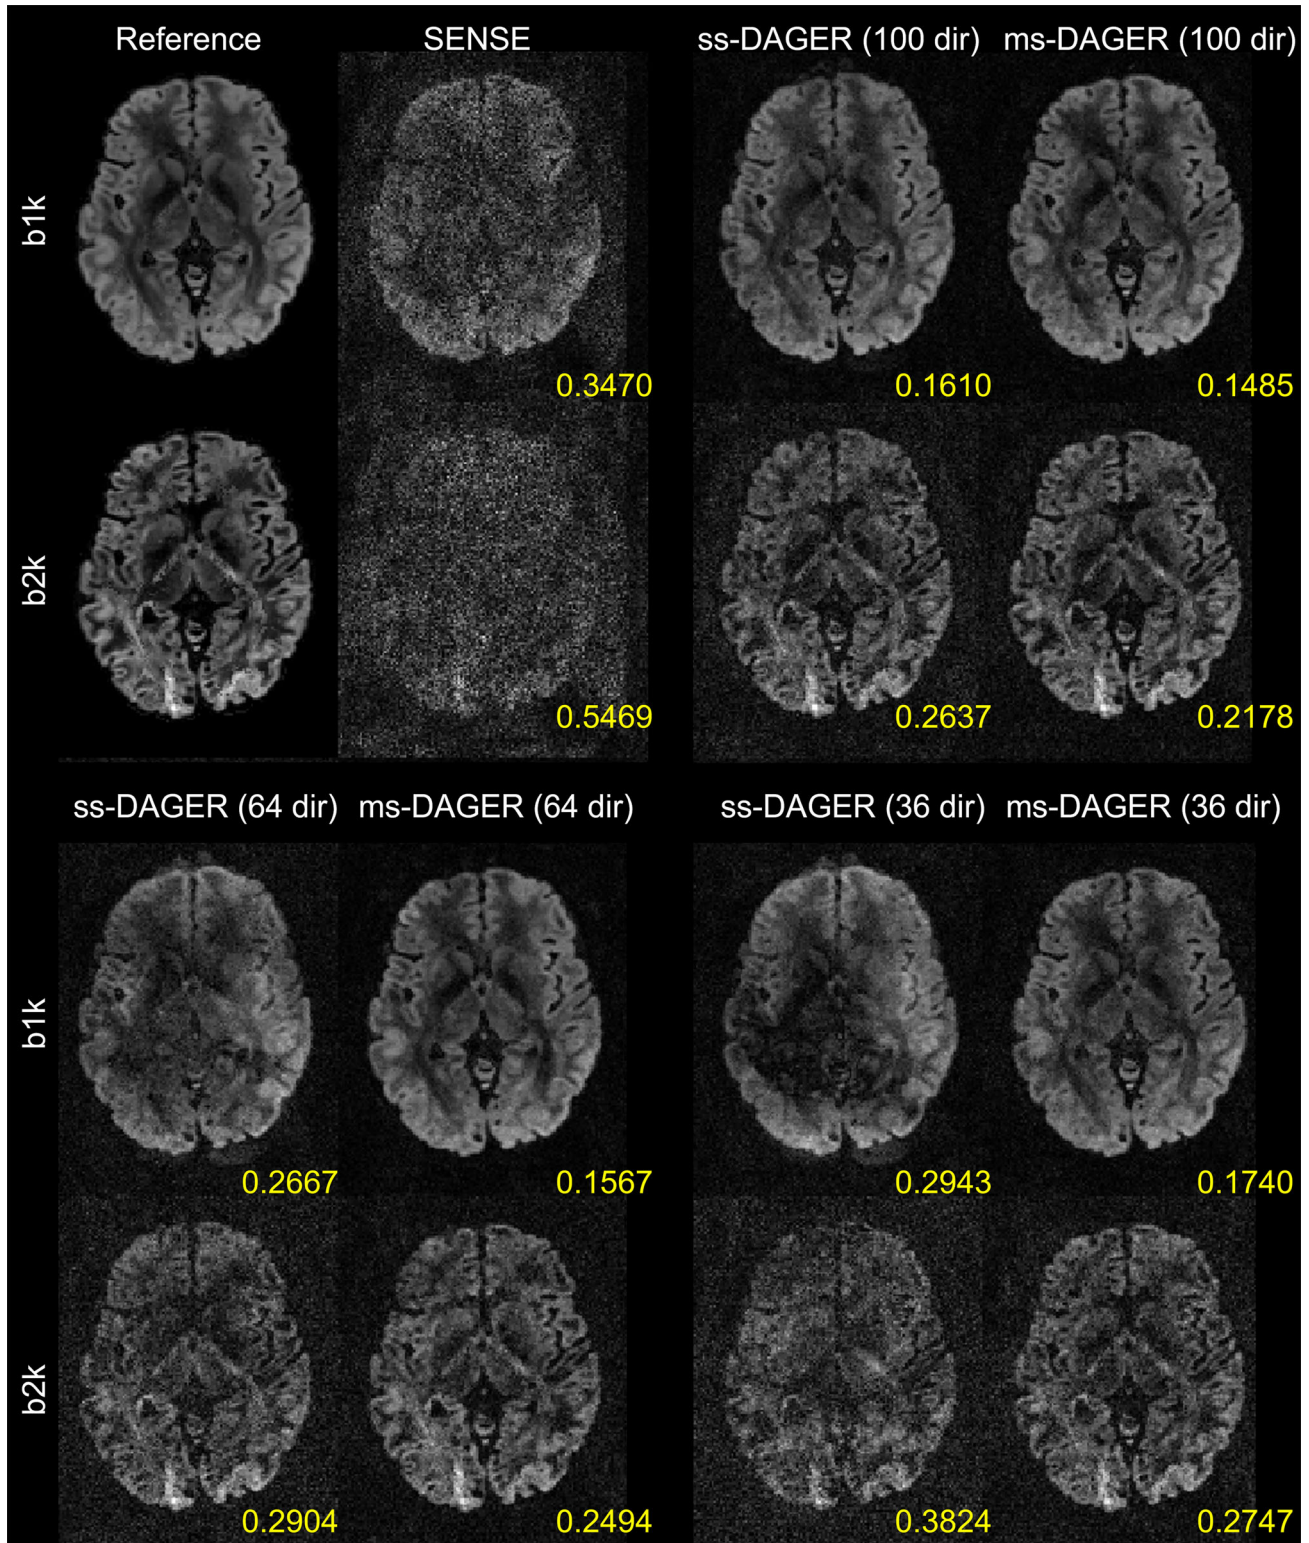 Reference SENSE ss-DAGER (100 dir) ms-DAGER (100 dir)
b1k
0.3470 0.1610 0.1485
b2k
0.5469 0.2637 0.2178
ss-DAGER (64 dir) ms-DAGER (64 dir) ss-DAGER (36 dir) ms-DAGER (36 dir)
b1k
0.2667 0.1567 0.2943 0.1740
b2k
0.2904 0.2494 0.3824 0.2747